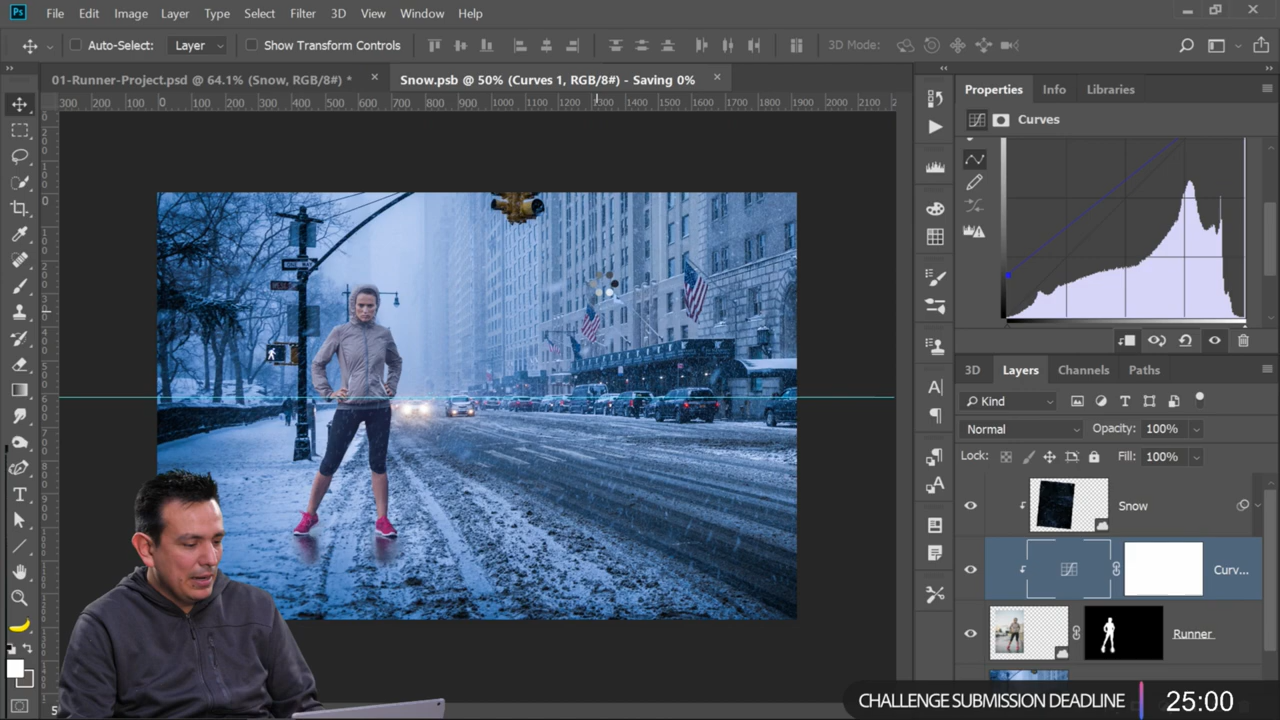 Ps File Edit Image Layer Type Select Filter 3D View Window Help
Auto-Select: Layer Show Transform Controls 3D Mode:
01-Runner-Project.psd @ 64.1% (Snow, RGB/8#) * × Snow.psb @ 50% (Curves 1, RGB/8#) - Saving 0% ×
300 200 100 0 100 200 300 400 500 600 700 800 900 1000 1100 1200 1300 1400 1500 1600 1700 1800 1900 2000 2100
Properties Info Libraries
Curves
3D Layers Channels Paths
Kind
Normal Opacity: 100%
Lock: Fill: 100%
Snow
Curv...
Runner
CHALLENGE SUBMISSION DEADLINE 25:00